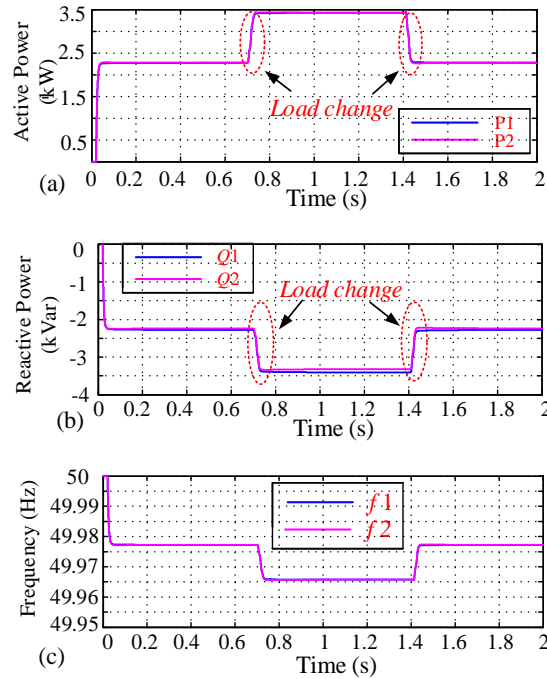 3.5
2.5
1.5
0.5
Active Power
(kW)
Load change
P1
P2
0 0.2 0.4 0.6 0.8 1 1.2 1.4 1.6 1.8 2
Time (s)
(a)
0
-1
-2
-3
-4
Reactive Power
(kVar)
Q1
Q2
Load change
0 0.2 0.4 0.6 0.8 1 1.2 1.4 1.6 1.8 2
Time (s)
(b)
50
49.99
49.98
49.97
49.96
49.95
Frequency (Hz)
f1
f2
0 0.2 0.4 0.6 0.8 1 1.2 1.4 1.6 1.8 2
Time (s)
(c)